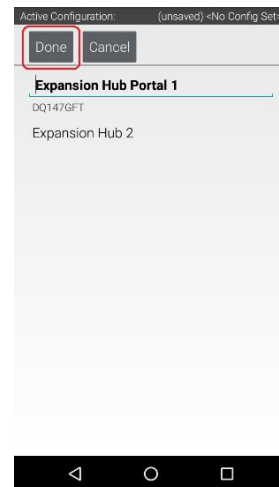 Active Configuration: (unsaved) <No Config Set>
Done Cancel
Expansion Hub Portal 1
DQ147GFT
Expansion Hub 2